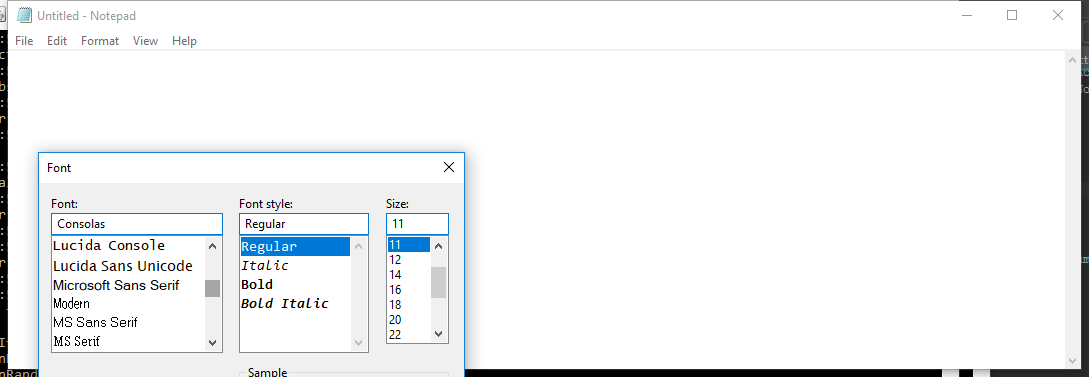 Untitled - Notepad
File Edit Format View Help
Font
Font: Font style: Size:
Consolas Regular 11
Lucida Console Regular 11
Lucida Sans Unicode Italic 12
Microsoft Sans Serif Bold 14
Modern Bold Italic 16
MS Sans Serif 18
MS Serif 20
22
Sample